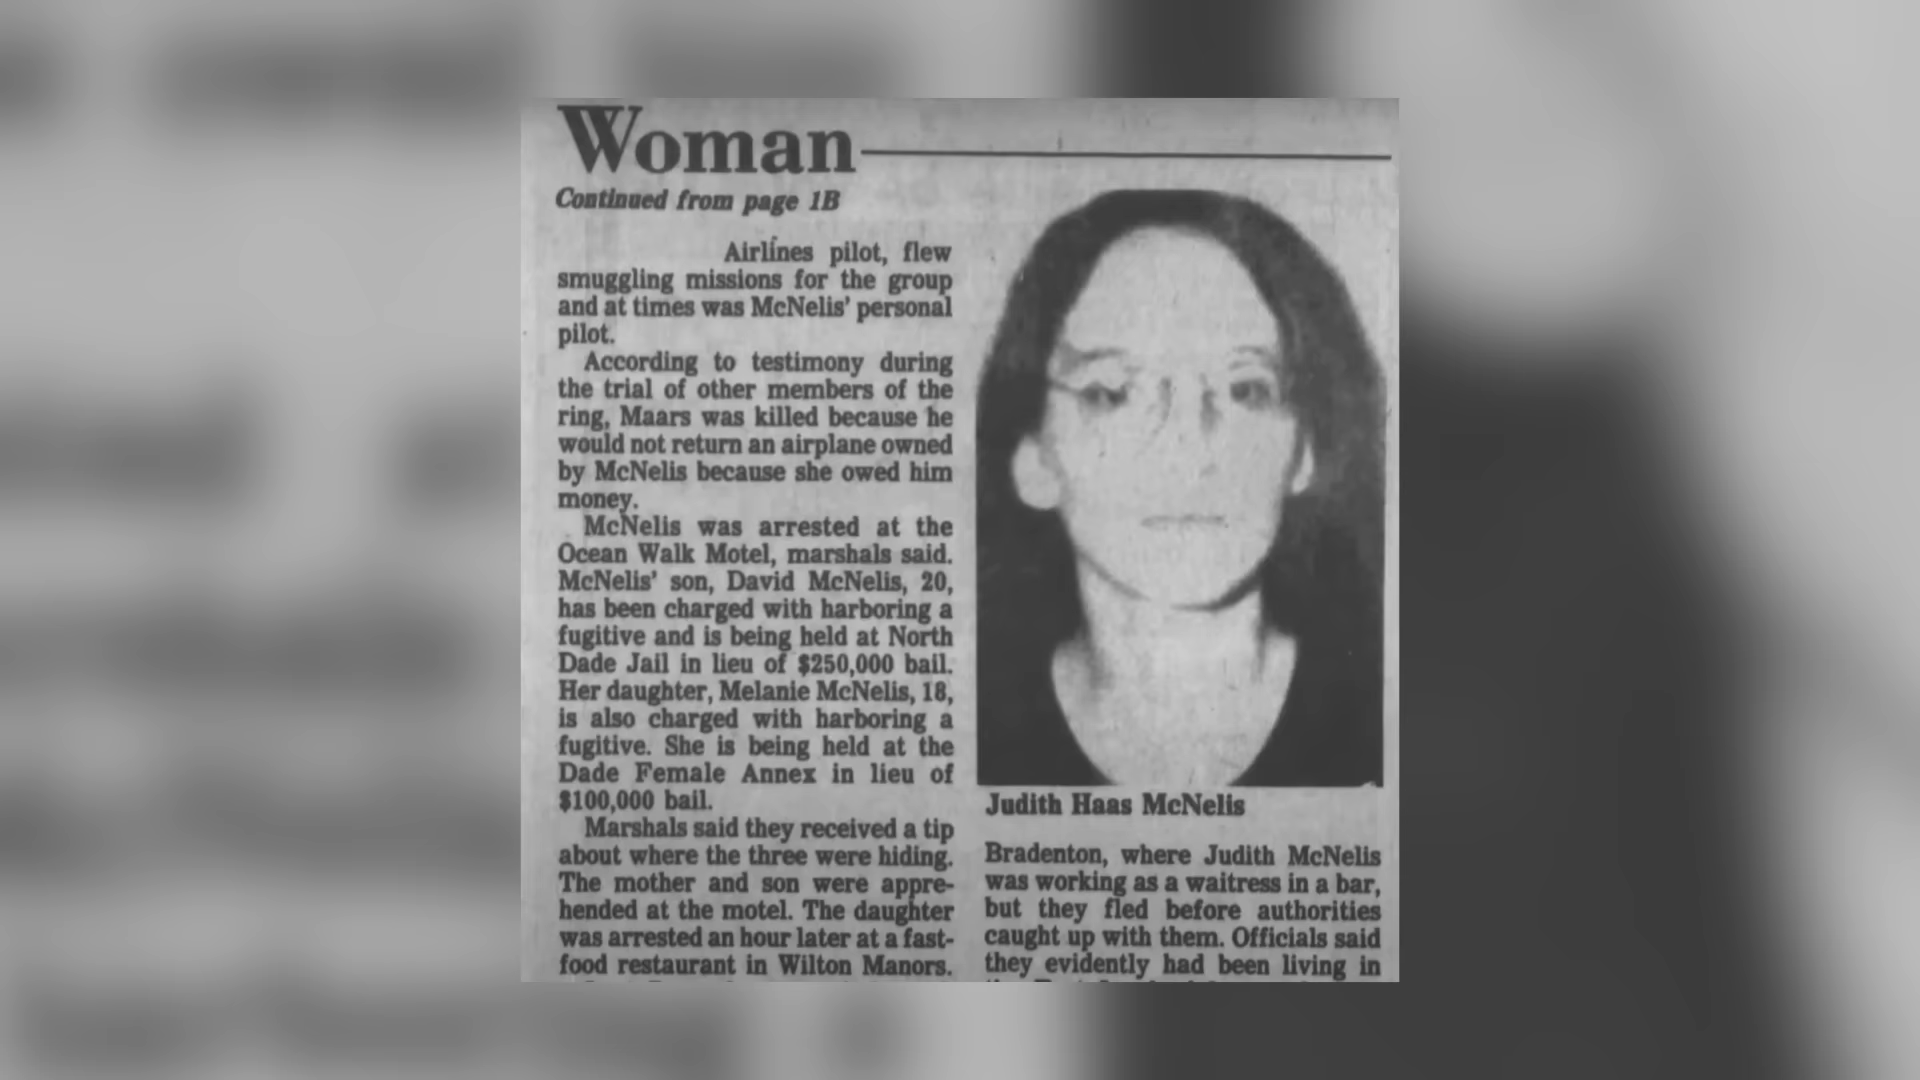 Woman
Continued from page 1B
Airlines pilot, flew
smuggling missions for the group
and at times was McNelis' personal
pilot.
According to testimony during
the trial of other members of the
ring, Maars was killed because he
would not return an airplane owned
by McNelis because she owed him
money.
McNelis was arrested at the
Ocean Walk Motel, marshals said.
McNelis' son, David McNelis, 20,
has been charged with harboring a
fugitive and is being held at North
Dade Jail in lieu of $250,000 bail.
Her daughter, Melanie McNelis, 18,
is also charged with harboring a
fugitive. She is being held at the
Dade Female Annex in lieu of
$100,000 bail.
Marshals said they received a tip
about where the three were hiding.
The mother and son were appre-
hended at the motel. The daughter
was arrested an hour later at a fast-
food restaurant in Wilton Manors.
Judith Haas McNelis
Bradenton, where Judith McNelis
was working as a waitress in a bar,
but they fled before authorities
caught up with them. Officials said
they evidently had been living in